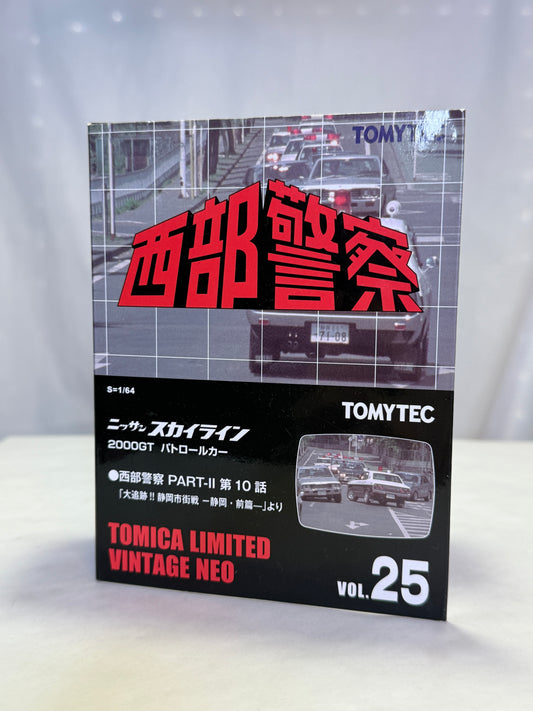 TOMYTEC
西部警察
71-08
S=1/64
TOMYTEC
ニッサン スカイライン
2000GT パトロールカー
●西部警察 PART-II 第10話
「大追跡!! 静岡市街戦 ー静岡・前篇ー」より
TOMICA LIMITED
VINTAGE NEO
VOL.25